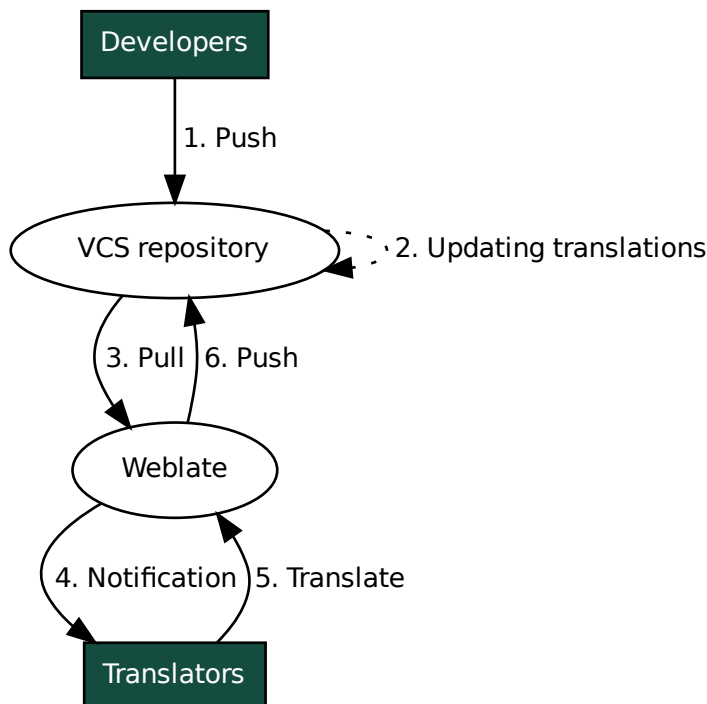 Developers
1. Push
VCS repository
2. Updating translations
3. Pull
6. Push
Weblate
4. Notification
5. Translate
Translators